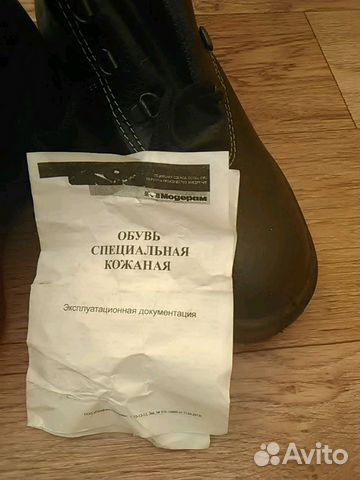 Модерам
ОБУВЬ
СПЕЦИАЛЬНАЯ
КОЖАНАЯ
Эксплуатационная документация
Avito